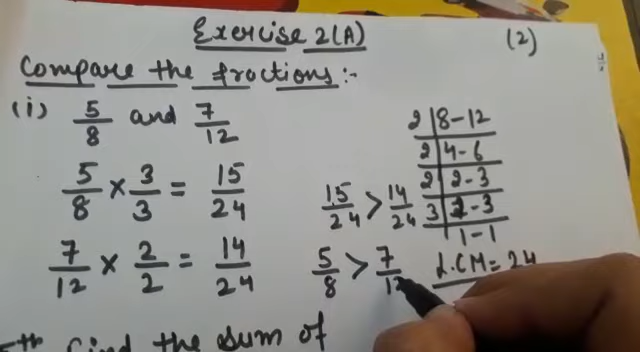 Exercise 2(A) (2)
Compare the fractions:-
(i) 5/8 and 7/12
5/8 × 3/3 = 15/24
7/12 × 2/2 = 14/24
15/24 > 14/24
5/8 > 7/12
2 | 8 - 12
2 | 4 - 6
2 | 2 - 3
3 | 1 - 3
1 - 1
L.CM = 24
5th Find the sum of